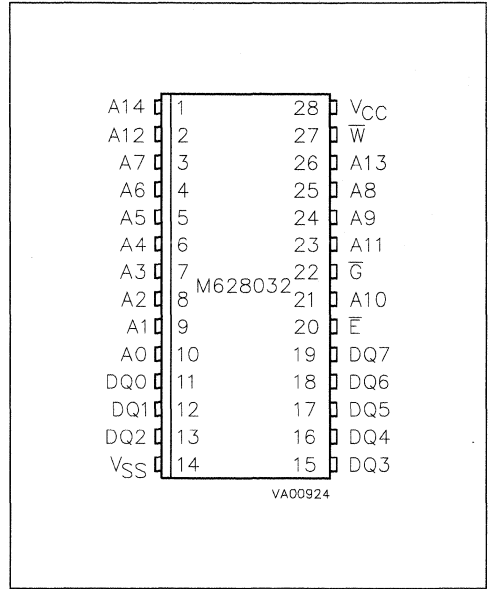 A14 1 28 VCC
A12 2 27 W̅
A7 3 26 A13
A6 4 25 A8
A5 5 24 A9
A4 6 23 A11
A3 7 22 G̅
M628032
A2 8 21 A10
A1 9 20 E̅
A0 10 19 DQ7
DQ0 11 18 DQ6
DQ1 12 17 DQ5
DQ2 13 16 DQ4
VSS 14 15 DQ3
VA00924